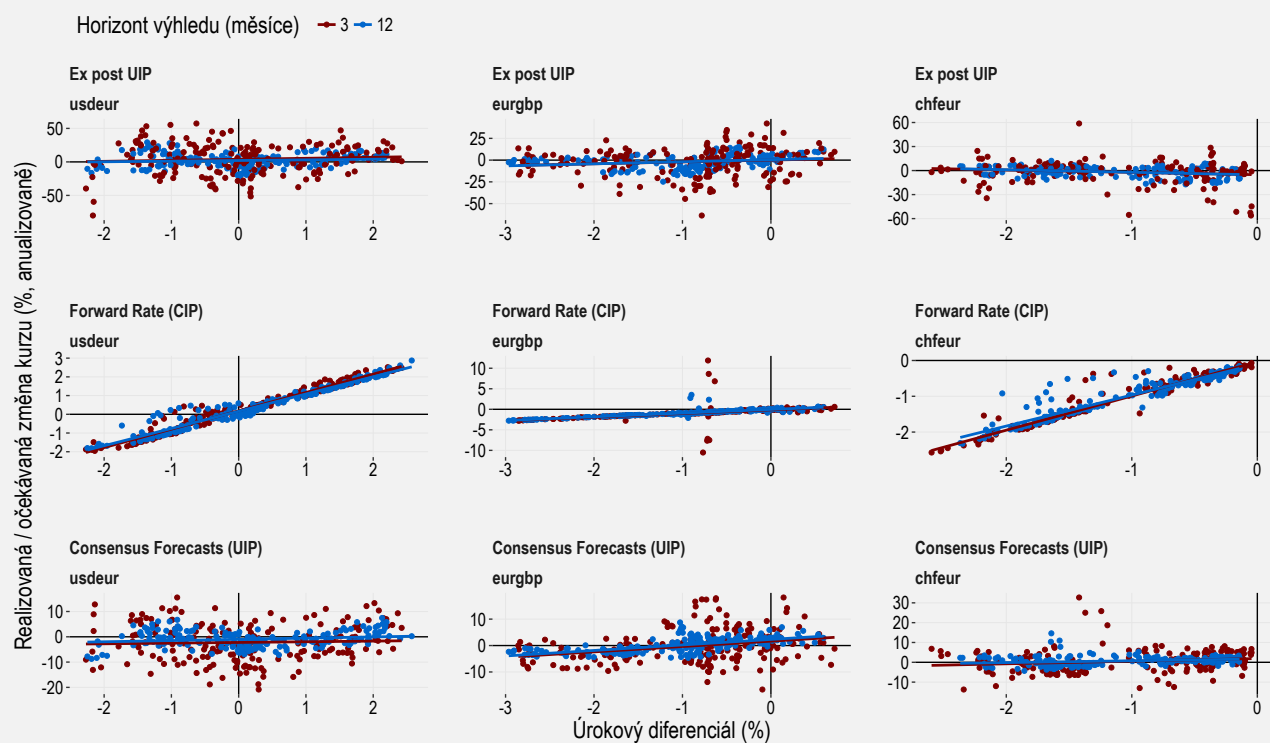 Horizont výhledu (měsíce) 3 12
Realizovaná / očekávaná změna kurzu (%, anualizovaně)
Ex post UIP
usdeur
50
0
-50
-2 -1 0 1 2
Ex post UIP
eurgbp
25
0
-25
-50
-3 -2 -1 0
Ex post UIP
chfeur
60
30
0
-30
-60
-2 -1 0
Forward Rate (CIP)
usdeur
3
2
1
0
-1
-2
-2 -1 0 1 2
Forward Rate (CIP)
eurgbp
10
5
0
-5
-10
-3 -2 -1 0
Forward Rate (CIP)
chfeur
0
-1
-2
-2 -1 0
Consensus Forecasts (UIP)
usdeur
10
0
-10
-20
-2 -1 0 1 2
Consensus Forecasts (UIP)
eurgbp
10
0
-10
-3 -2 -1 0
Consensus Forecasts (UIP)
chfeur
30
20
10
0
-10
-2 -1 0
Úrokový diferenciál (%)